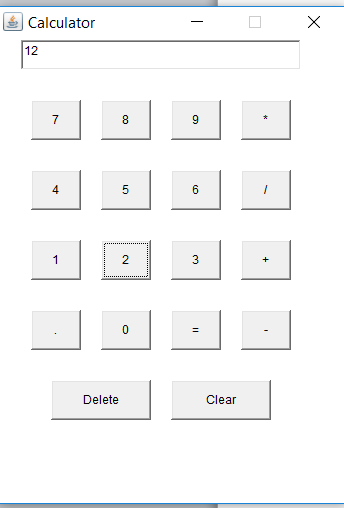 Calculator
12
7 8 9 *
4 5 6 /
1 2 3 +
. 0 = -
Delete Clear